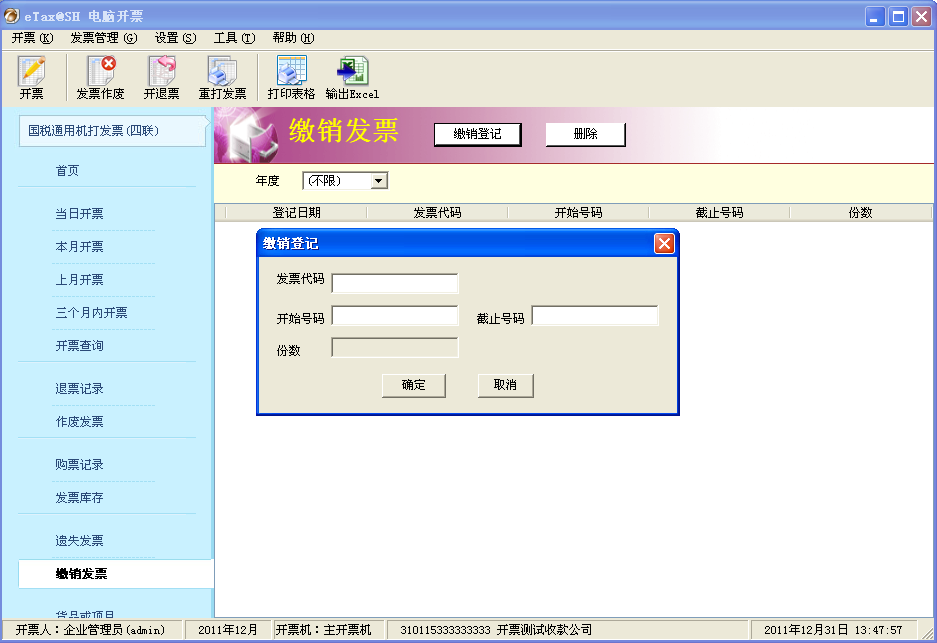 eTax@SH 电脑开票
开票(K) 发票管理(G) 设置(S) 工具(T) 帮助(H)
开票 发票作废 开退票 重打发票 打印表格 输出Excel
国税通用机打发票(四联)
首页
当日开票
本月开票
上月开票
三个月内开票
开票查询
退票记录
作废发票
购票记录
发票库存
遗失发票
缴销发票
货品或项目
缴销发票 缴销登记 删除
年度 (不限)
登记日期 发票代码 开始号码 截止号码 份数
缴销登记
发票代码
开始号码 截止号码
份数
确定 取消
开票人：企业管理员(admin) 2011年12月 开票机：主开票机 310115333333333 开票测试收款公司 2011年12月31日 13:47:57